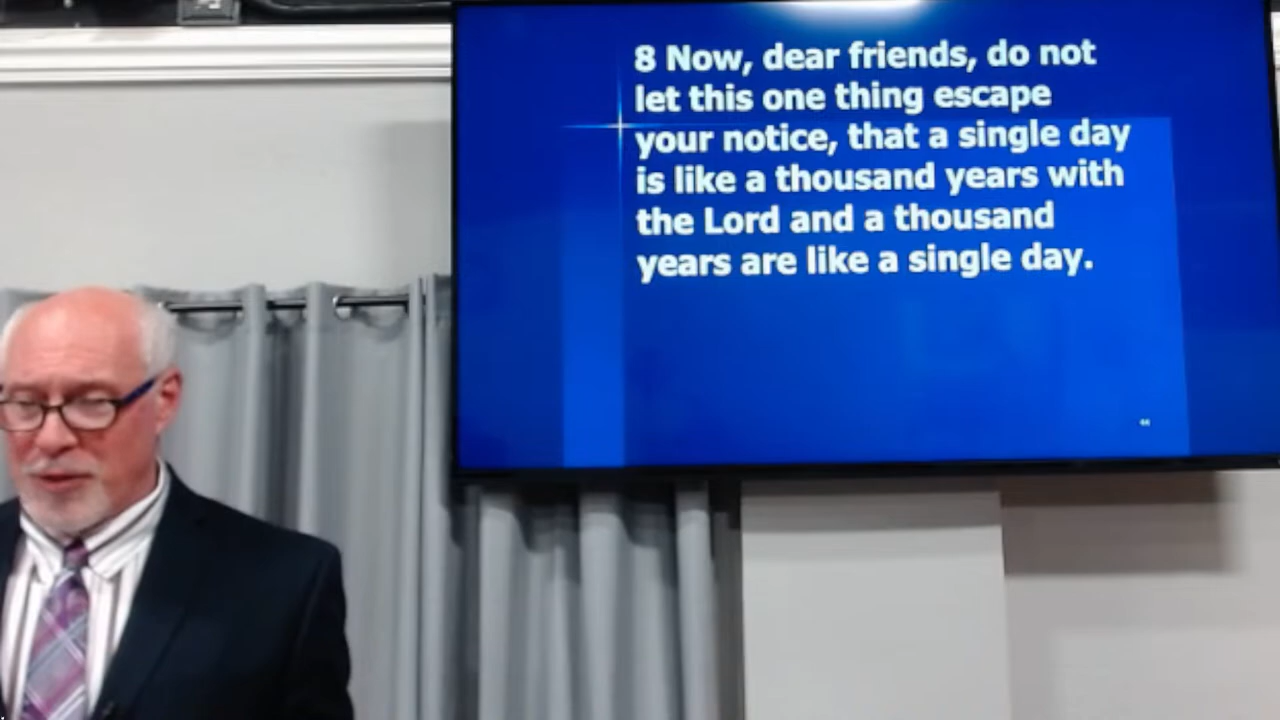 8 Now, dear friends, do not
let this one thing escape
your notice, that a single day
is like a thousand years with
the Lord and a thousand
years are like a single day.
44